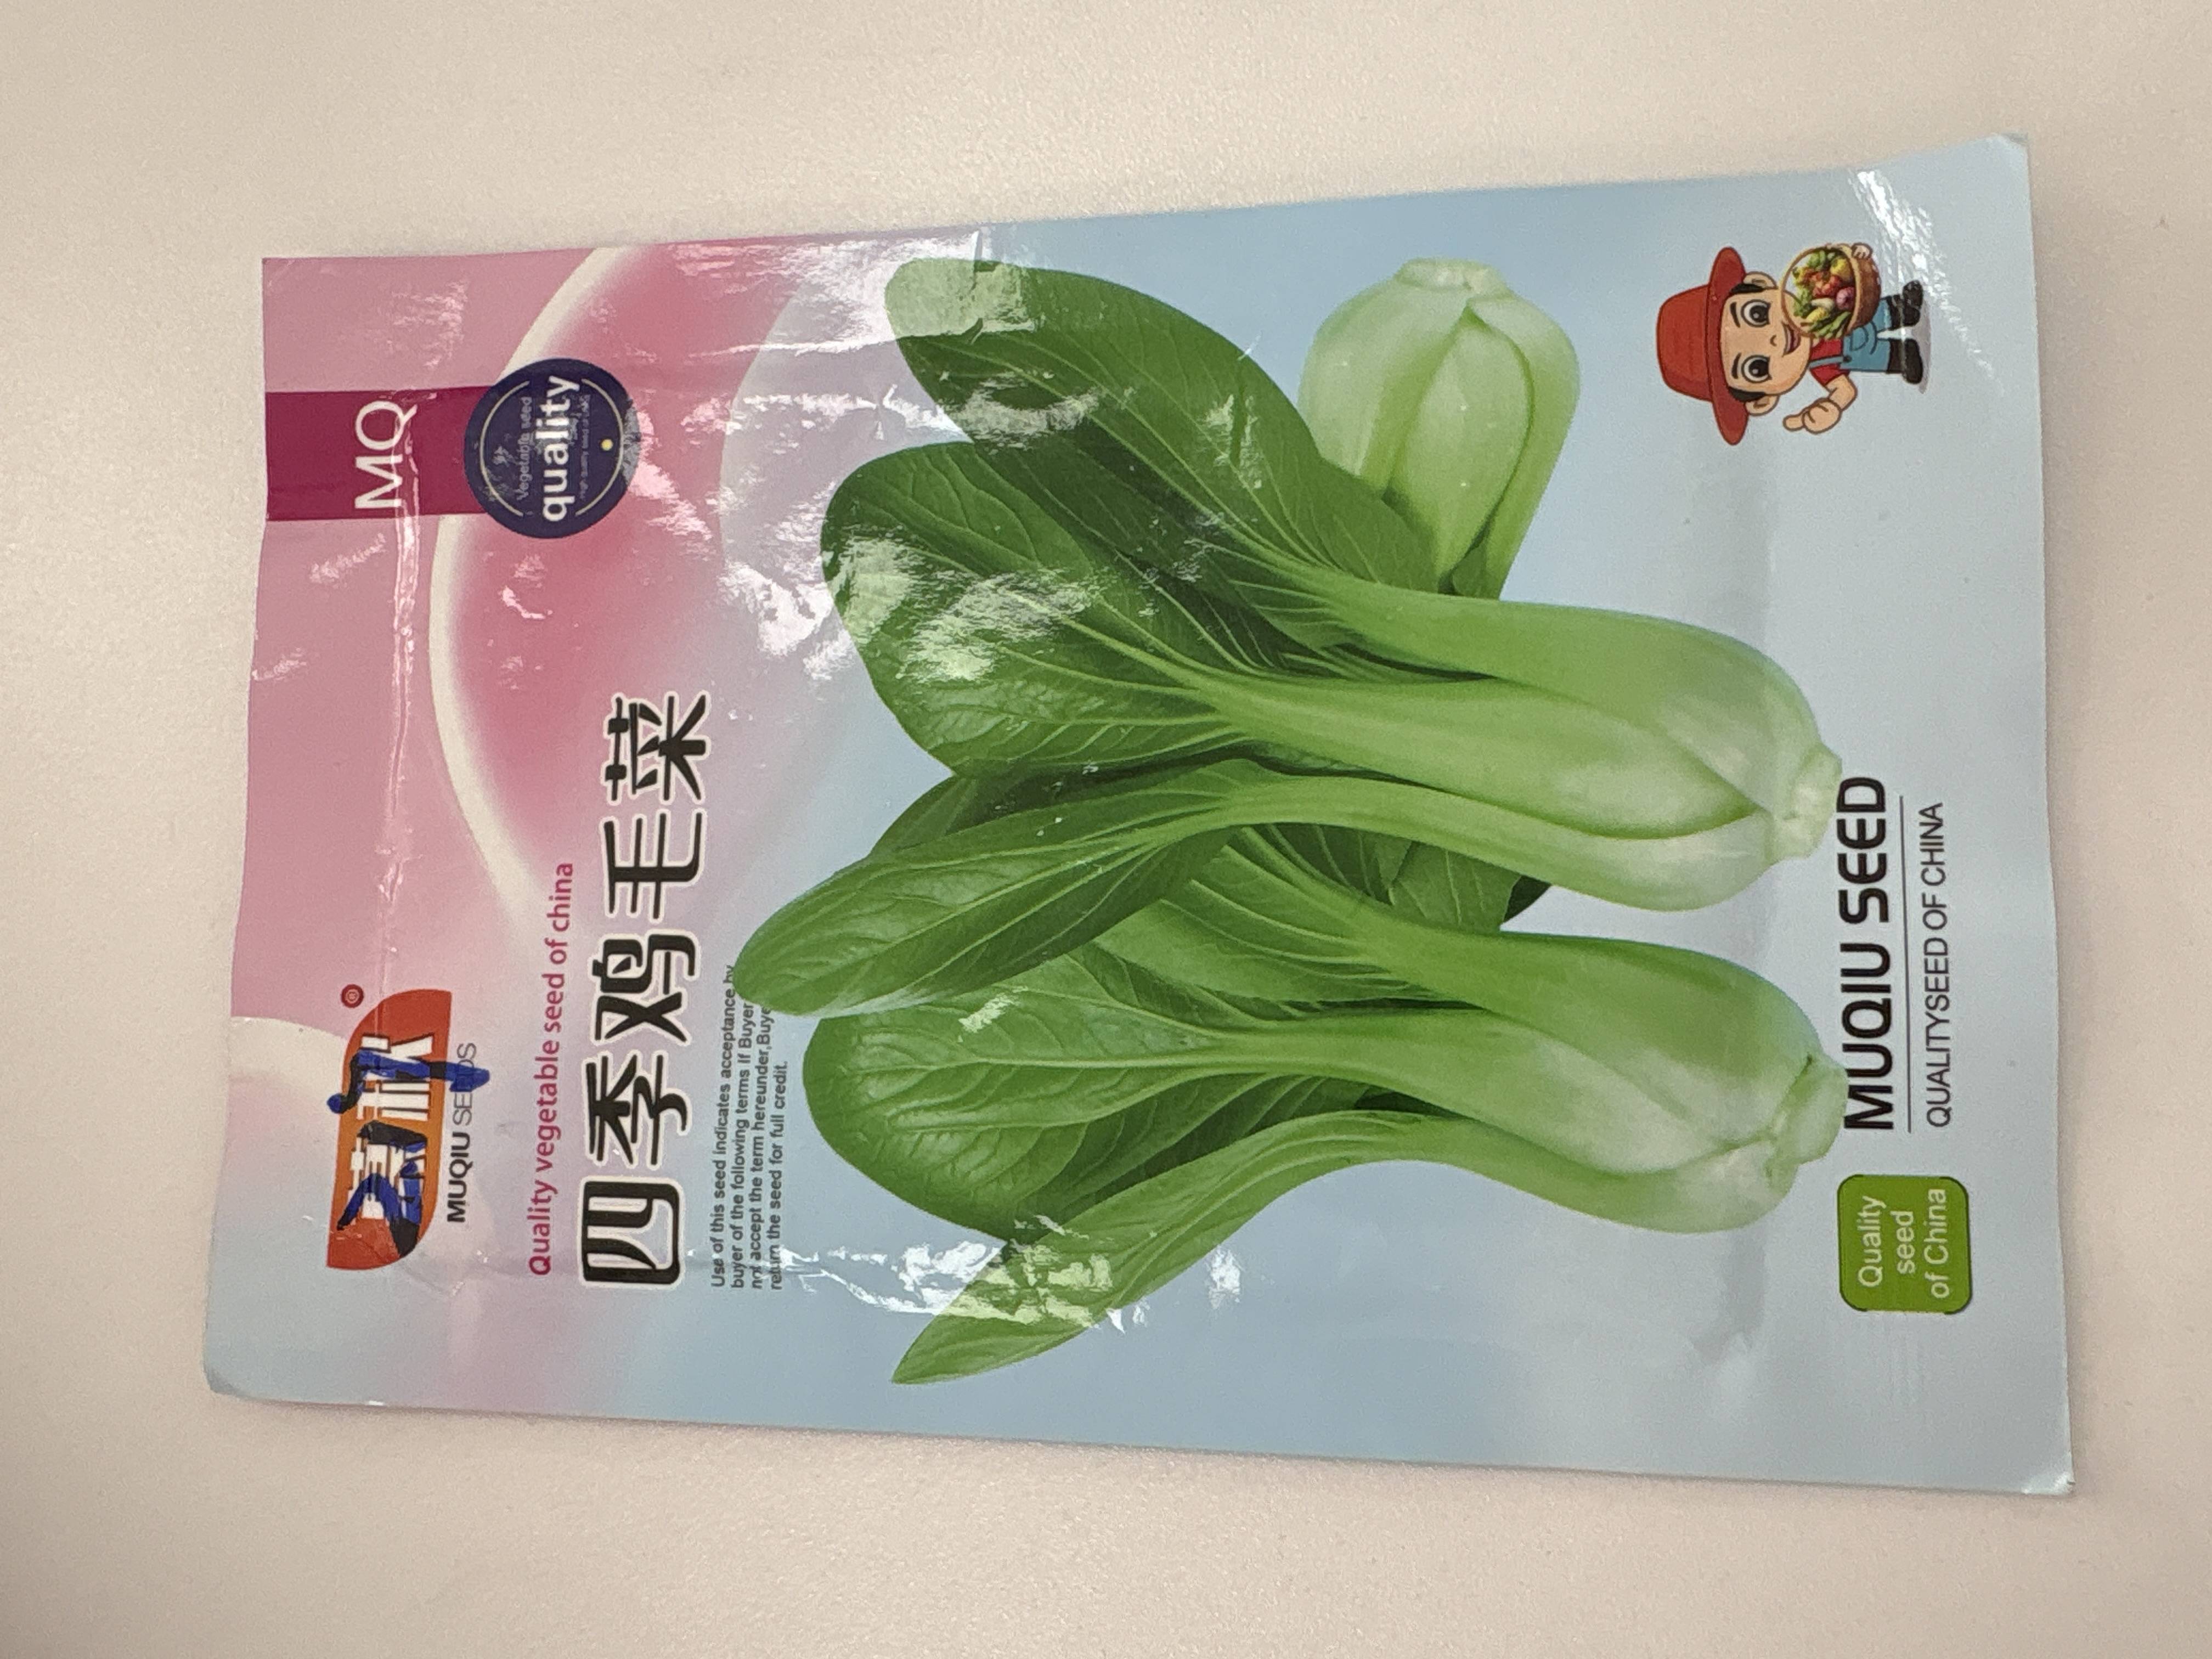 MQ
Vegetable seed
quality
MUQIU SEEDS
®
Quality vegetable seed of china
四季鸡毛菜
Use of this seed indicates acceptance by
buyer of the following terms If Buyer
not accept the term hereunder,Buye
return the seed for full credit.
MUQIU SEED
QUALITYSEED OF CHINA
Quality
seed
of China